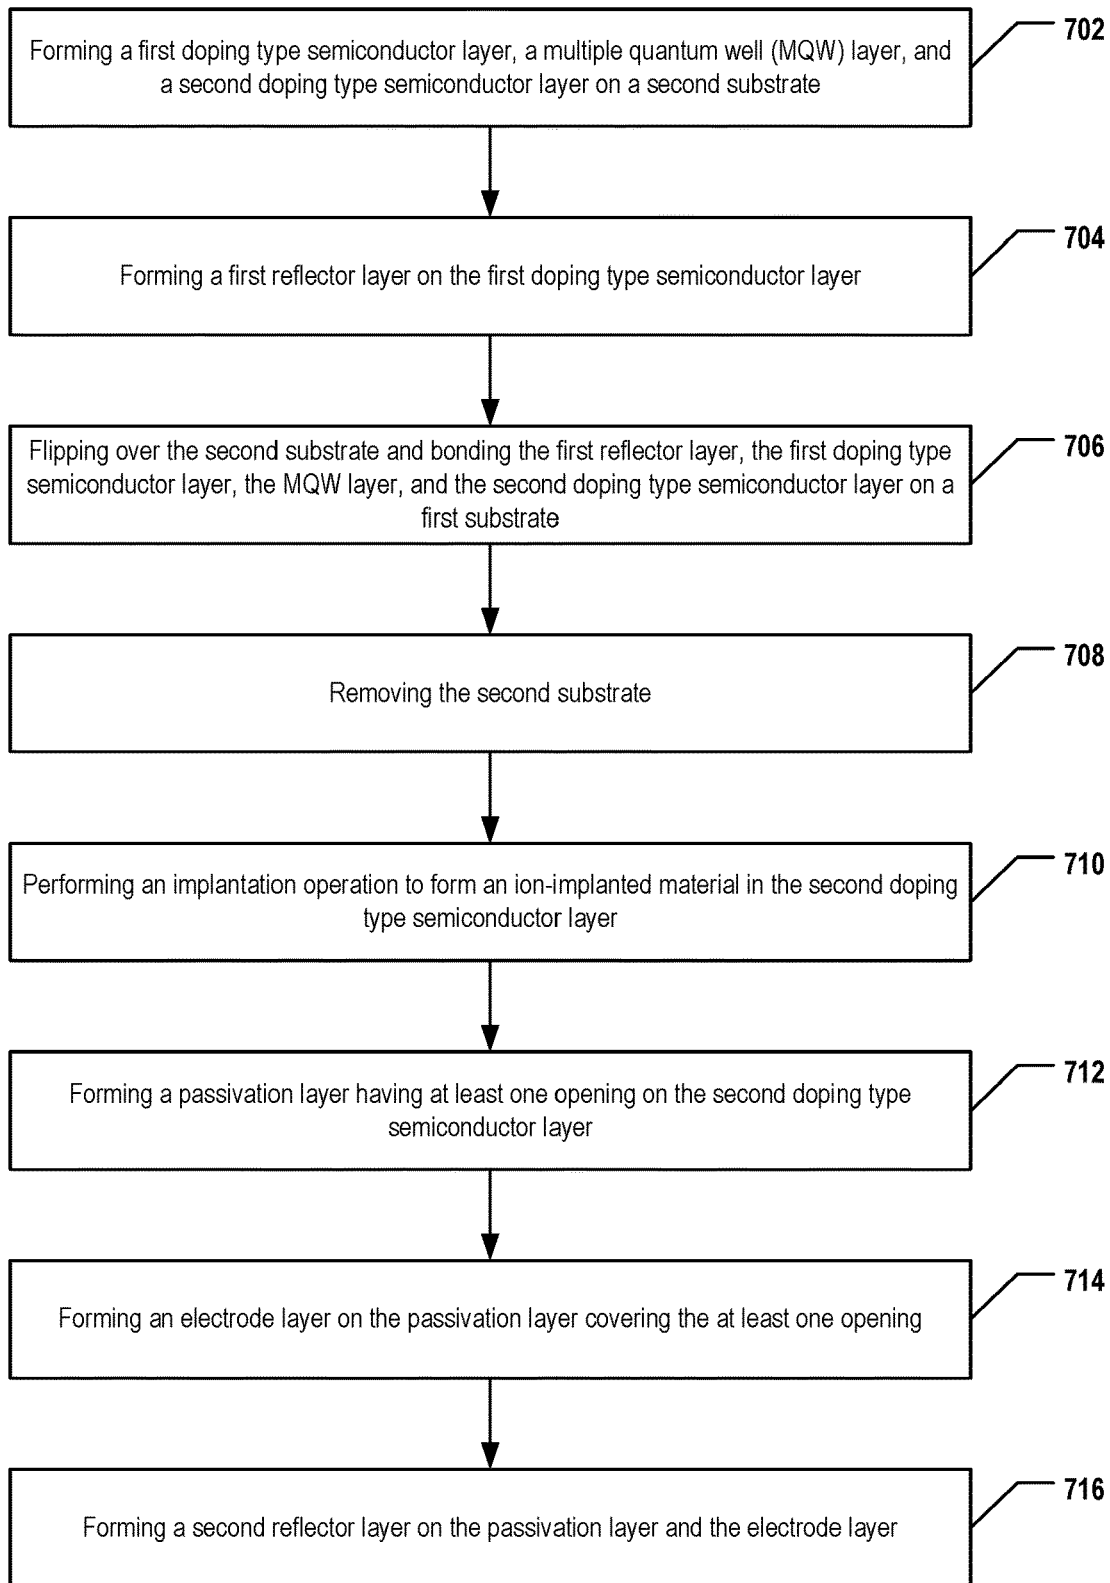 702
Forming a first doping type semiconductor layer, a multiple quantum well (MQW) layer, and
a second doping type semiconductor layer on a second substrate
704
Forming a first reflector layer on the first doping type semiconductor layer
706
Flipping over the second substrate and bonding the first reflector layer, the first doping type
semiconductor layer, the MQW layer, and the second doping type semiconductor layer on a
first substrate
708
Removing the second substrate
710
Performing an implantation operation to form an ion-implanted material in the second doping
type semiconductor layer
712
Forming a passivation layer having at least one opening on the second doping type
semiconductor layer
714
Forming an electrode layer on the passivation layer covering the at least one opening
716
Forming a second reflector layer on the passivation layer and the electrode layer